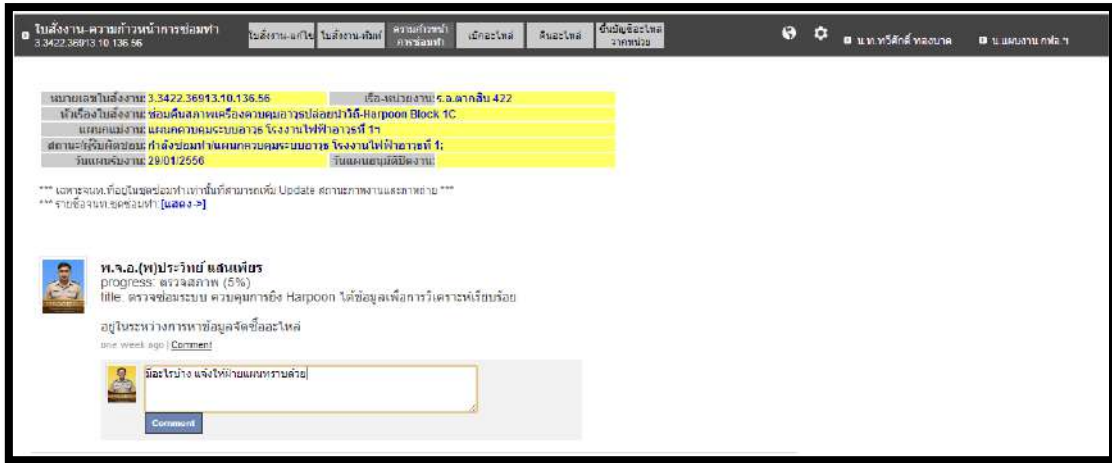 ใบสั่งงาน-ความก้าวหน้าการซ่อมทำ
3.3422.36913.10.136.56
ใบสั่งงาน-แก้ไข ใบสั่งงาน-พิมพ์ ความก้าวหน้าการซ่อมทำ เบิกอะไหล่ คืนอะไหล่ ขึ้นบัญชีอะไหล่จากหน่วย
น.ท.ทวีศักดิ์ ทองนาค
น.แผนงาน กฟอ.ฯ
หมายเลขใบสั่งงาน: 3.3422.36913.10.136.56 เรือ-หน่วยงาน: ร.ล.ตากสิน 422
หัวเรื่องใบสั่งงาน: ซ่อมคืนสภาพเครื่องควบคุมอาวุธปล่อยนำวิถี-Harpoon Block 1C
แผนกแม่งาน: แผนกควบคุมระบบอาวุธ โรงงานไฟฟ้าอาวุธที่ 1ฯ
สถานะ/ผู้รับผิดชอบ: กำลังซ่อมทำ/แผนกควบคุมระบบอาวุธ โรงงานไฟฟ้าอาวุธที่ 1;
วันแผนรับงาน: 29/01/2556 วันแผนอนุมัติปิดงาน:
*** เฉพาะจนท.ที่อยู่ในชุดซ่อมทำเท่านั้นที่สามารถเพิ่ม Update สถานะภาพงานและภาพถ่าย ***
*** รายชื่อจนท.ชุดซ่อมทำ [แสดง->]
พ.จ.อ.(พ)ประวิทย์ แสนเพียร
progress: ตรวจสภาพ (5%)
title: ตรวจซ่อมระบบ ควบคุมการยิง Harpoon ได้ข้อมูลเพื่อการวิเคราะห์เรียบร้อย
อยู่ในระหว่างการหาข้อมูลจัดซื้ออะไหล่
one week ago | Comment
มีอะไรบ้าง แจ้งให้ฝ่ายแผนทราบด้วย
Comment